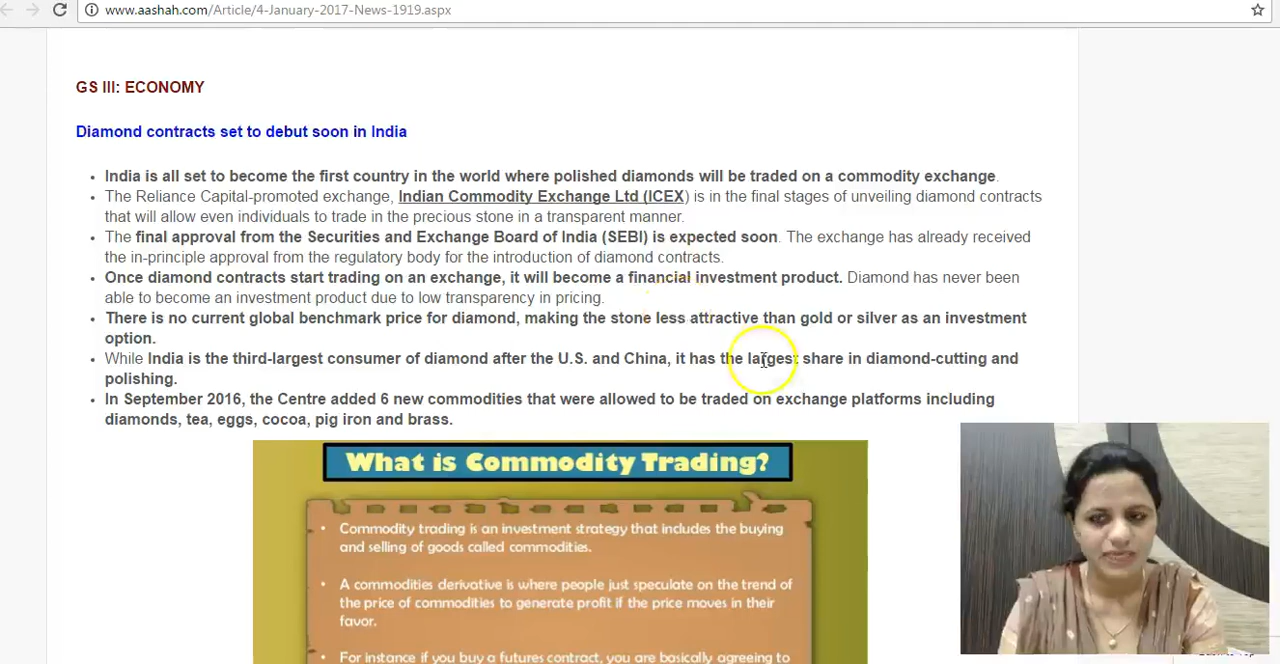 www.aashah.com/Article/4-January-2017-News-1919.aspx
GS III: ECONOMY
Diamond contracts set to debut soon in India
• India is all set to become the first country in the world where polished diamonds will be traded on a commodity exchange.
• The Reliance Capital-promoted exchange, Indian Commodity Exchange Ltd (ICEX) is in the final stages of unveiling diamond contracts
that will allow even individuals to trade in the precious stone in a transparent manner.
• The final approval from the Securities and Exchange Board of India (SEBI) is expected soon. The exchange has already received
the in-principle approval from the regulatory body for the introduction of diamond contracts.
• Once diamond contracts start trading on an exchange, it will become a financial investment product. Diamond has never been
able to become an investment product due to low transparency in pricing.
• There is no current global benchmark price for diamond, making the stone less attractive than gold or silver as an investment
option.
• While India is the third-largest consumer of diamond after the U.S. and China, it has the largest share in diamond-cutting and
polishing.
• In September 2016, the Centre added 6 new commodities that were allowed to be traded on exchange platforms including
diamonds, tea, eggs, cocoa, pig iron and brass.
What is Commodity Trading?
• Commodity trading is an investment strategy that includes the buying
and selling of goods called commodities.
• A commodities derivative is where people just speculate on the trend of
the price of commodities to generate profit if the price moves in their
favor.
• For instance if you buy a futures contract, you are basically agreeing to